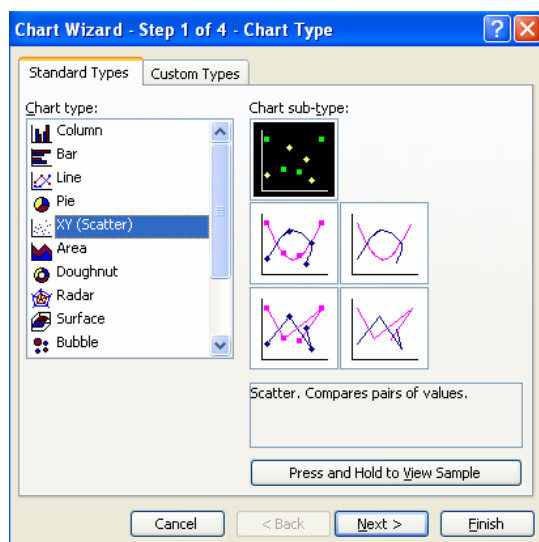 Chart Wizard - Step 1 of 4 - Chart Type
Standard Types
Custom Types
Chart type:
Column
Bar
Line
Pie
XY (Scatter)
Area
Doughnut
Radar
Surface
Bubble
Chart sub-type:
Scatter. Compares pairs of values.
Press and Hold to View Sample
Cancel
< Back
Next >
Finish